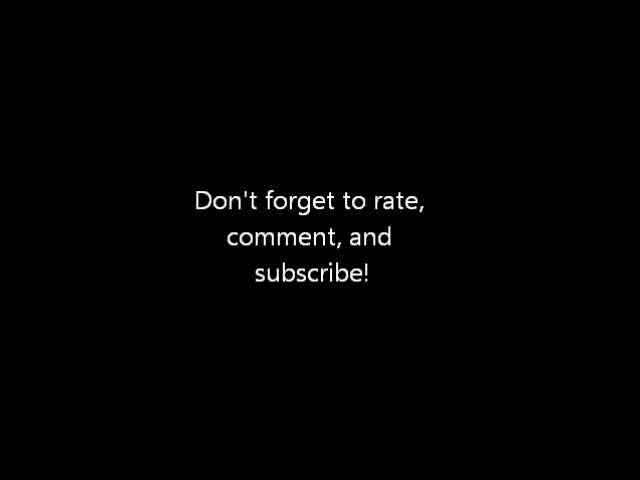 Don't forget to rate,
comment, and
subscribe!